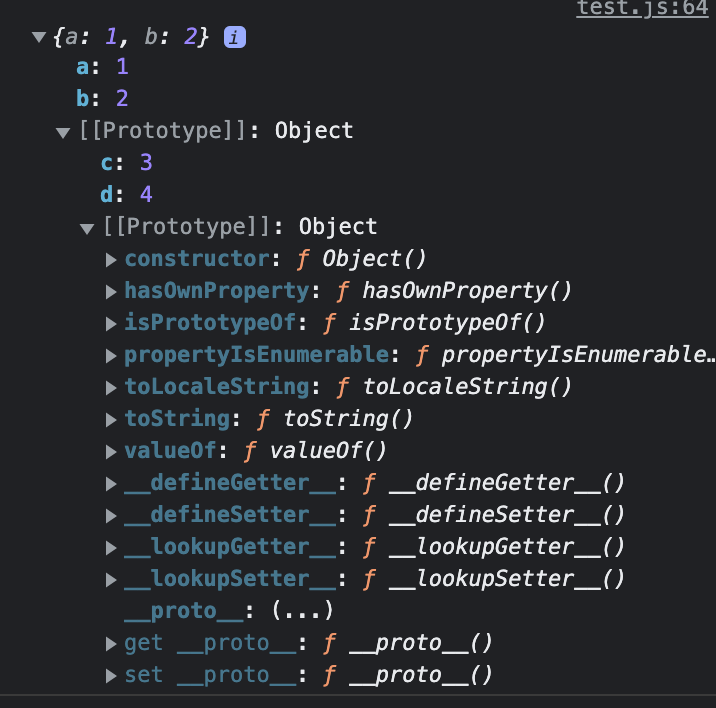 test.js:64
{a: 1, b: 2} i
a: 1
b: 2
[[Prototype]]: Object
c: 3
d: 4
[[Prototype]]: Object
constructor: ƒ Object()
hasOwnProperty: ƒ hasOwnProperty()
isPrototypeOf: ƒ isPrototypeOf()
propertyIsEnumerable: ƒ propertyIsEnumerable…
toLocaleString: ƒ toLocaleString()
toString: ƒ toString()
valueOf: ƒ valueOf()
__defineGetter__: ƒ __defineGetter__()
__defineSetter__: ƒ __defineSetter__()
__lookupGetter__: ƒ __lookupGetter__()
__lookupSetter__: ƒ __lookupSetter__()
__proto__: (...)
get __proto__: ƒ __proto__()
set __proto__: ƒ __proto__()